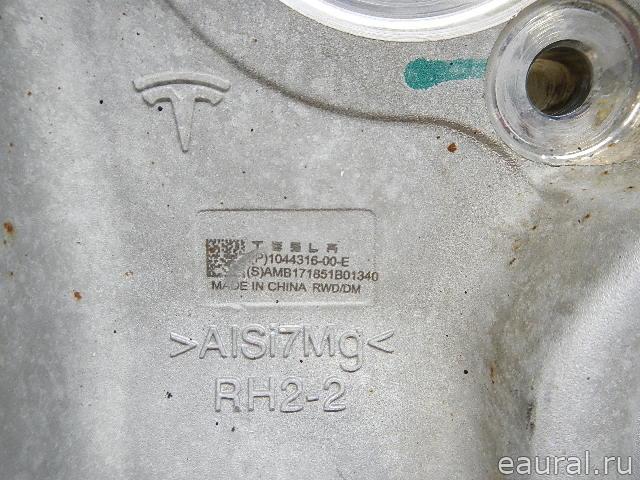 TESLA
(P)1044316-00-E
(S)AMB171851B01340
MADE IN CHINA RWD/DM
>AlSi7Mg<
RH2-2
eaural.ru